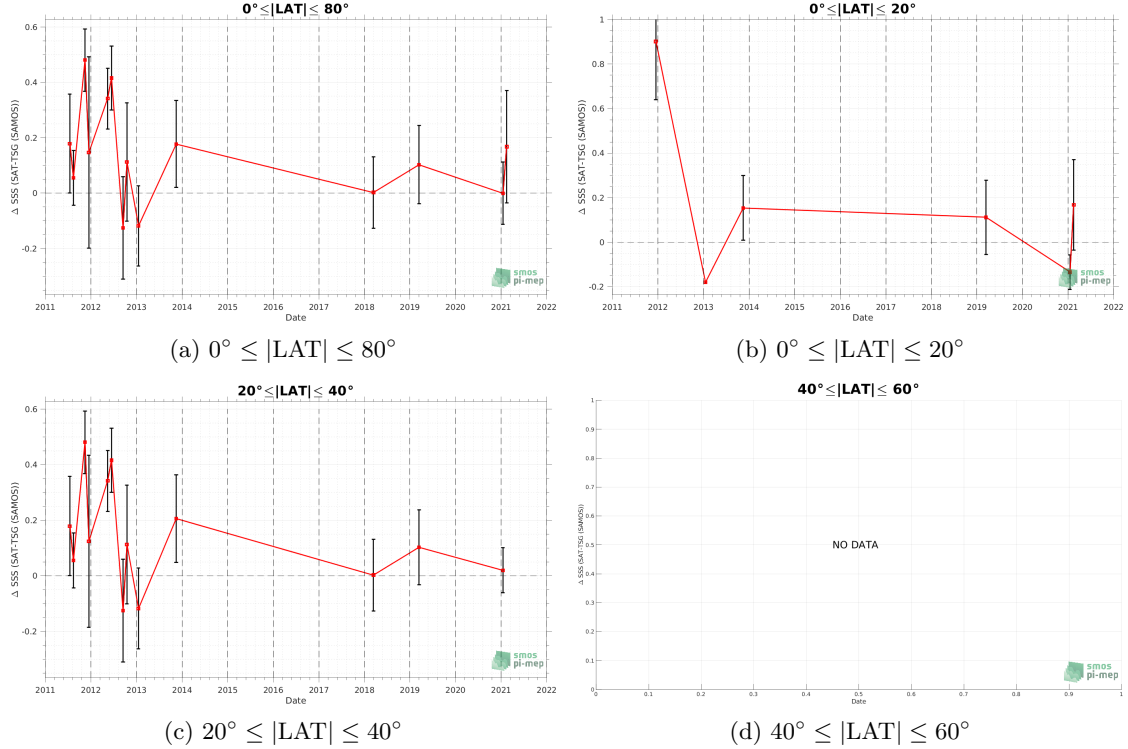 0°≤|LAT|≤ 80°
Δ SSS (SAT-TSG (SAMOS))
0.6
0.4
0.2
0
-0.2
2011 2012 2013 2014 2015 2016 2017 2018 2019 2020 2021 2022
Date
smos
pi-mep
(a) 0° ≤ |LAT| ≤ 80°
0°≤|LAT|≤ 20°
Δ SSS (SAT-TSG (SAMOS))
1
0.8
0.6
0.4
0.2
0
-0.2
2011 2012 2013 2014 2015 2016 2017 2018 2019 2020 2021 2022
Date
smos
pi-mep
(b) 0° ≤ |LAT| ≤ 20°
20°≤|LAT|≤ 40°
Δ SSS (SAT-TSG (SAMOS))
0.6
0.4
0.2
0
-0.2
2011 2012 2013 2014 2015 2016 2017 2018 2019 2020 2021 2022
Date
smos
pi-mep
(c) 20° ≤ |LAT| ≤ 40°
40°≤|LAT|≤ 60°
Δ SSS (SAT-TSG (SAMOS))
1
0.9
0.8
0.7
0.6
0.5
0.4
0.3
0.2
0.1
0
NO DATA
0 0.1 0.2 0.3 0.4 0.5 0.6 0.7 0.8 0.9 1
Date
smos
pi-mep
(d) 40° ≤ |LAT| ≤ 60°